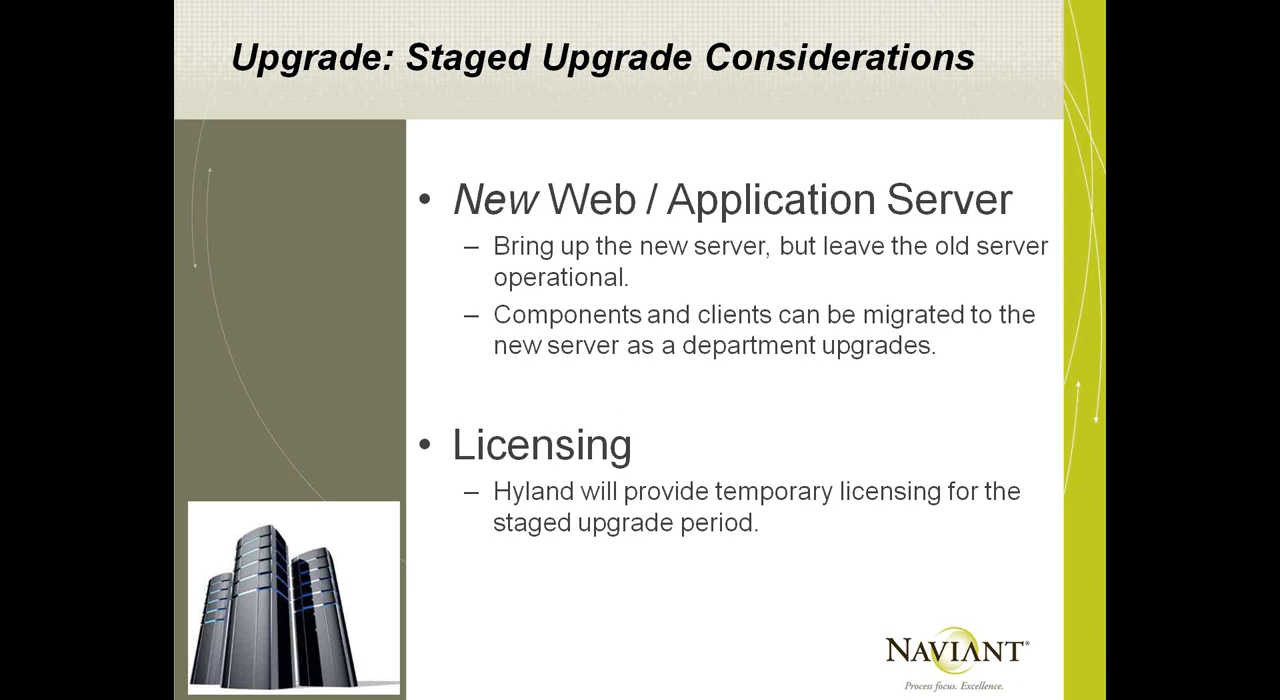 Upgrade: Staged Upgrade Considerations
• New Web / Application Server
– Bring up the new server, but leave the old server
operational.
– Components and clients can be migrated to the
new server as a department upgrades.
• Licensing
– Hyland will provide temporary licensing for the
staged upgrade period.
NAVIANT®
Process focus. Excellence.